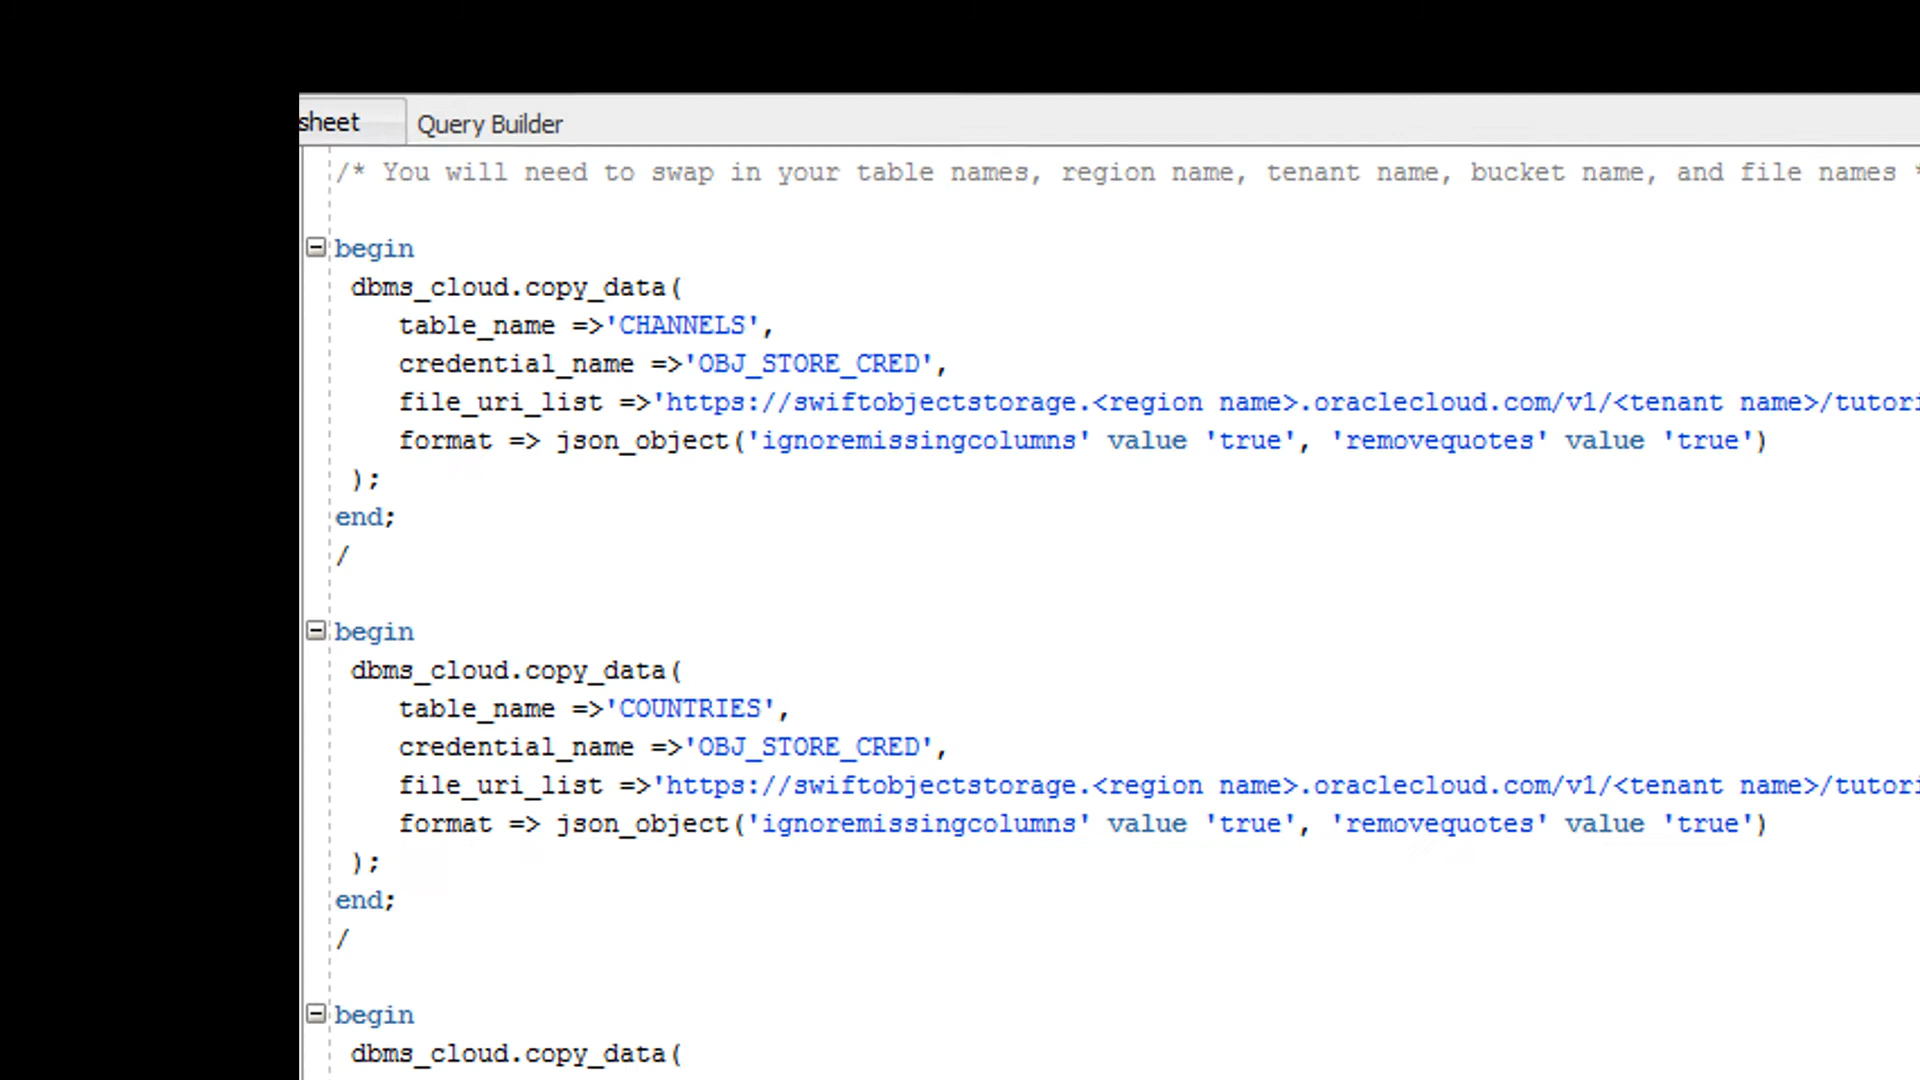 sheet Query Builder
/* You will need to swap in your table names, region name, tenant name, bucket name, and file names *
begin
dbms_cloud.copy_data(
table_name =>'CHANNELS',
credential_name =>'OBJ_STORE_CRED',
file_uri_list =>'https://swiftobjectstorage.<region name>.oraclecloud.com/v1/<tenant name>/tutori
format => json_object('ignoremissingcolumns' value 'true', 'removequotes' value 'true')
);
end;
/
begin
dbms_cloud.copy_data(
table_name =>'COUNTRIES',
credential_name =>'OBJ_STORE_CRED',
file_uri_list =>'https://swiftobjectstorage.<region name>.oraclecloud.com/v1/<tenant name>/tutori
format => json_object('ignoremissingcolumns' value 'true', 'removequotes' value 'true')
);
end;
/
begin
dbms_cloud.copy_data(